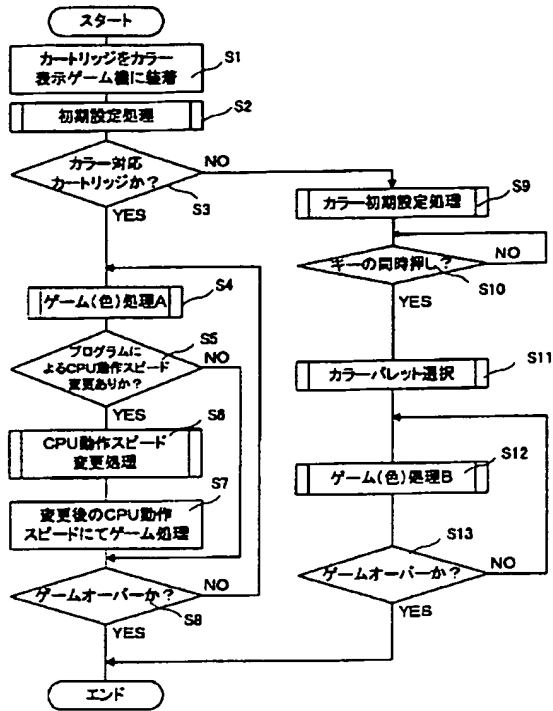 スタート
カートリッジをカラー
表示ゲーム機に装着
S1
初期設定処理
S2
カラー対応
カートリッジか?
NO
S3
YES
ゲーム(色)処理A
S4
プログラムに
よるCPU動作スピード
変更ありか?
S5
NO
YES
CPU動作スピード
変更処理
S6
変更後のCPU動作
スピードにてゲーム処理
S7
ゲームオーバーか?
NO
S8
YES
エンド
カラー初期設定処理
S9
キーの同時押し?
NO
S10
YES
カラーパレット選択
S11
ゲーム(色)処理B
S12
ゲームオーバーか?
S13
NO
YES